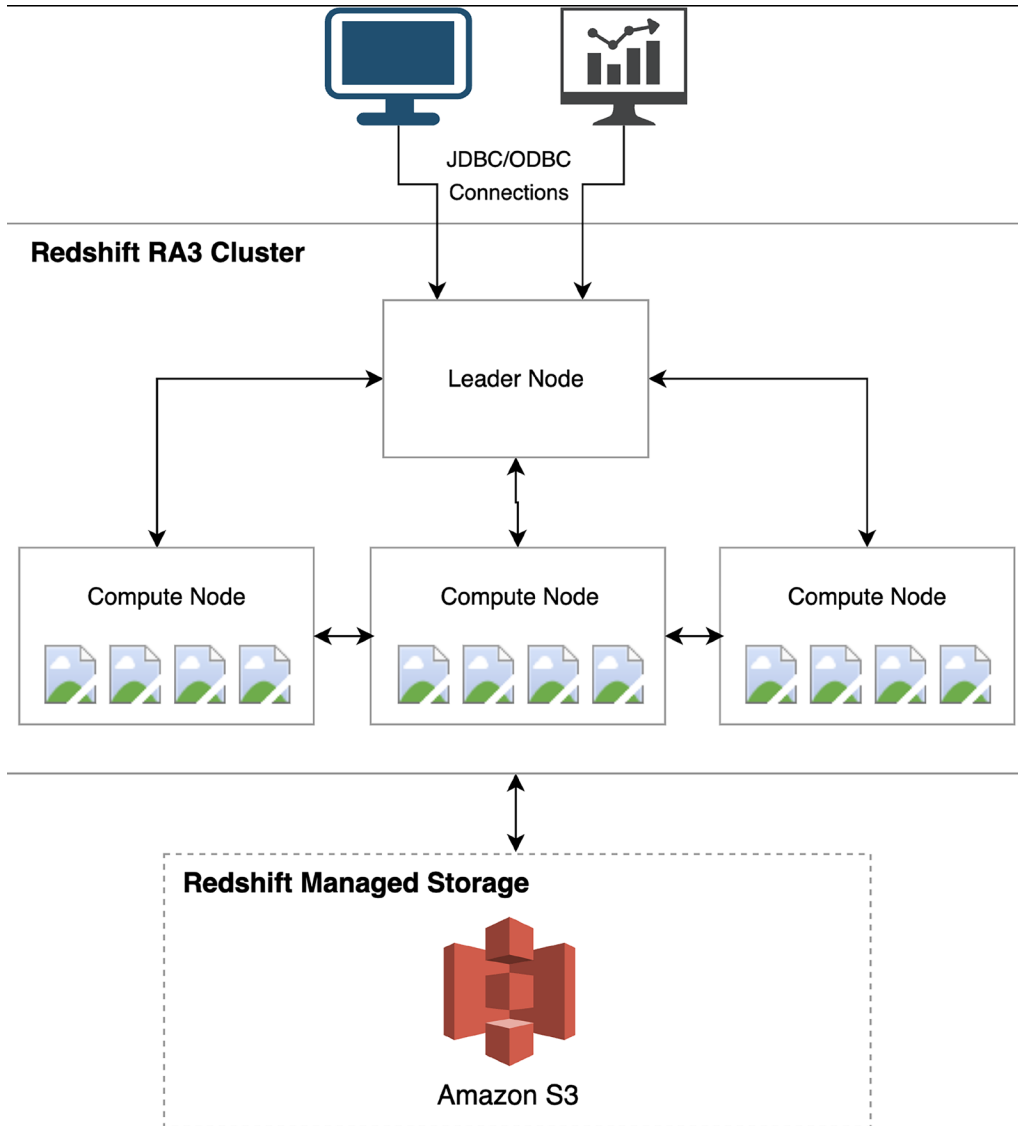 JDBC/ODBC
Connections
Redshift RA3 Cluster
Leader Node
Compute Node
Compute Node
Compute Node
Redshift Managed Storage
Amazon S3